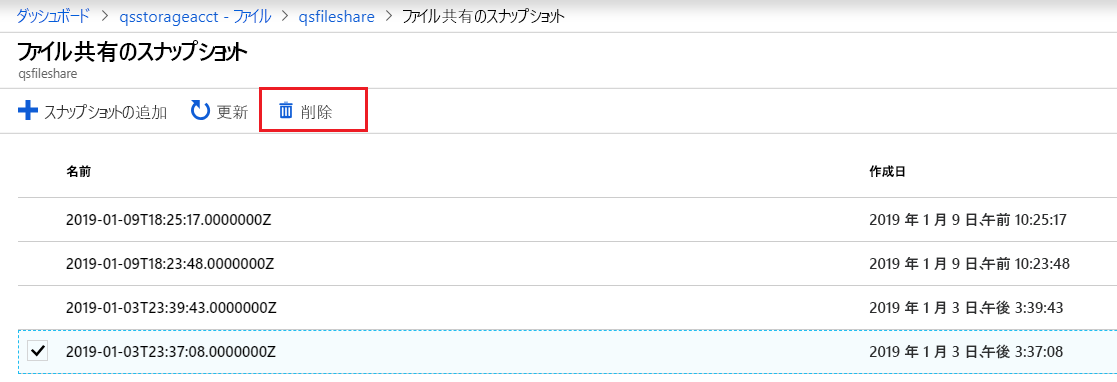 ダッシュボード > qsstorageacct - ファイル > qsfileshare > ファイル共有のスナップショット
ファイル共有のスナップショット
qsfileshare
スナップショットの追加 更新 削除
名前 作成日
2019-01-09T18:25:17.0000000Z 2019 年 1 月 9 日、午前 10:25:17
2019-01-09T18:23:48.0000000Z 2019 年 1 月 9 日、午前 10:23:48
2019-01-03T23:39:43.0000000Z 2019 年 1 月 3 日、午後 3:39:43
2019-01-03T23:37:08.0000000Z 2019 年 1 月 3 日、午後 3:37:08